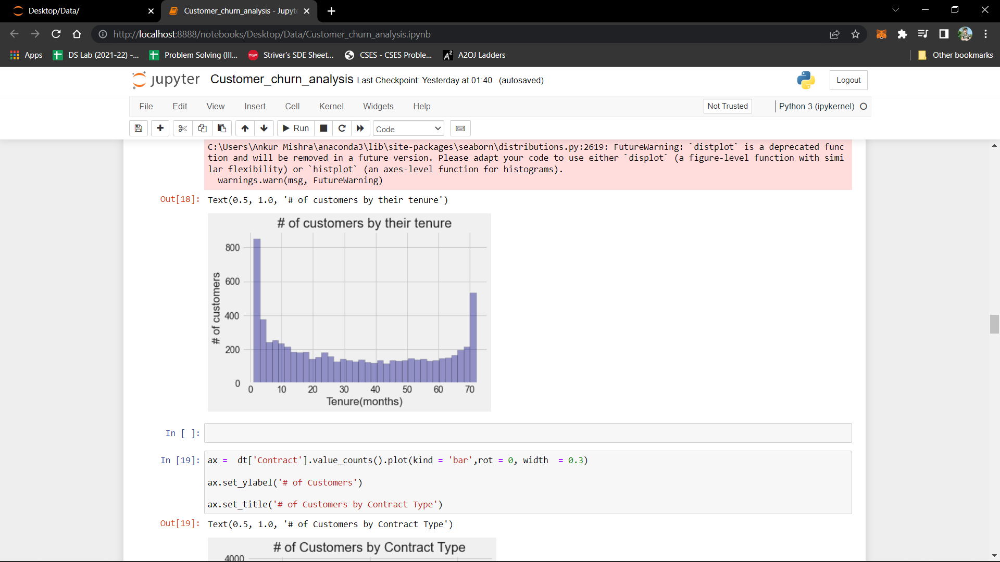 Desktop/Data/
Customer_churn_analysis - Jupyt
http://localhost:8888/notebooks/Desktop/Data/Customer_churn_analysis.ipynb
Apps
DS Lab (2021-22) -...
Problem Solving (III...
TUF
Striver's SDE Sheet...
CSES - CSES Proble...
A2
A2OJ Ladders
Other bookmarks
jupyter
Customer_churn_analysis
Last Checkpoint: Yesterday at 01:40 (autosaved)
Logout
File
Edit
View
Insert
Cell
Kernel
Widgets
Help
Not Trusted
Python 3 (ipykernel)
Run
Code
C:\Users\Ankur Mishra\anaconda3\lib\site-packages\seaborn\distributions.py:2619: FutureWarning: `distplot` is a deprecated func
tion and will be removed in a future version. Please adapt your code to use either `displot` (a figure-level function with simi
lar flexibility) or `histplot` (an axes-level function for histograms).
warnings.warn(msg, FutureWarning)
Out[18]: Text(0.5, 1.0, '# of customers by their tenure')
# of customers by their tenure
# of customers
800
600
400
200
0
0 10 20 30 40 50 60 70
Tenure(months)
In [ ]:
In [19]: ax =  dt['Contract'].value_counts().plot(kind = 'bar',rot = 0, width  = 0.3)
ax.set_ylabel('# of Customers')
ax.set_title('# of Customers by Contract Type')
Out[19]: Text(0.5, 1.0, '# of Customers by Contract Type')
# of Customers by Contract Type
4000